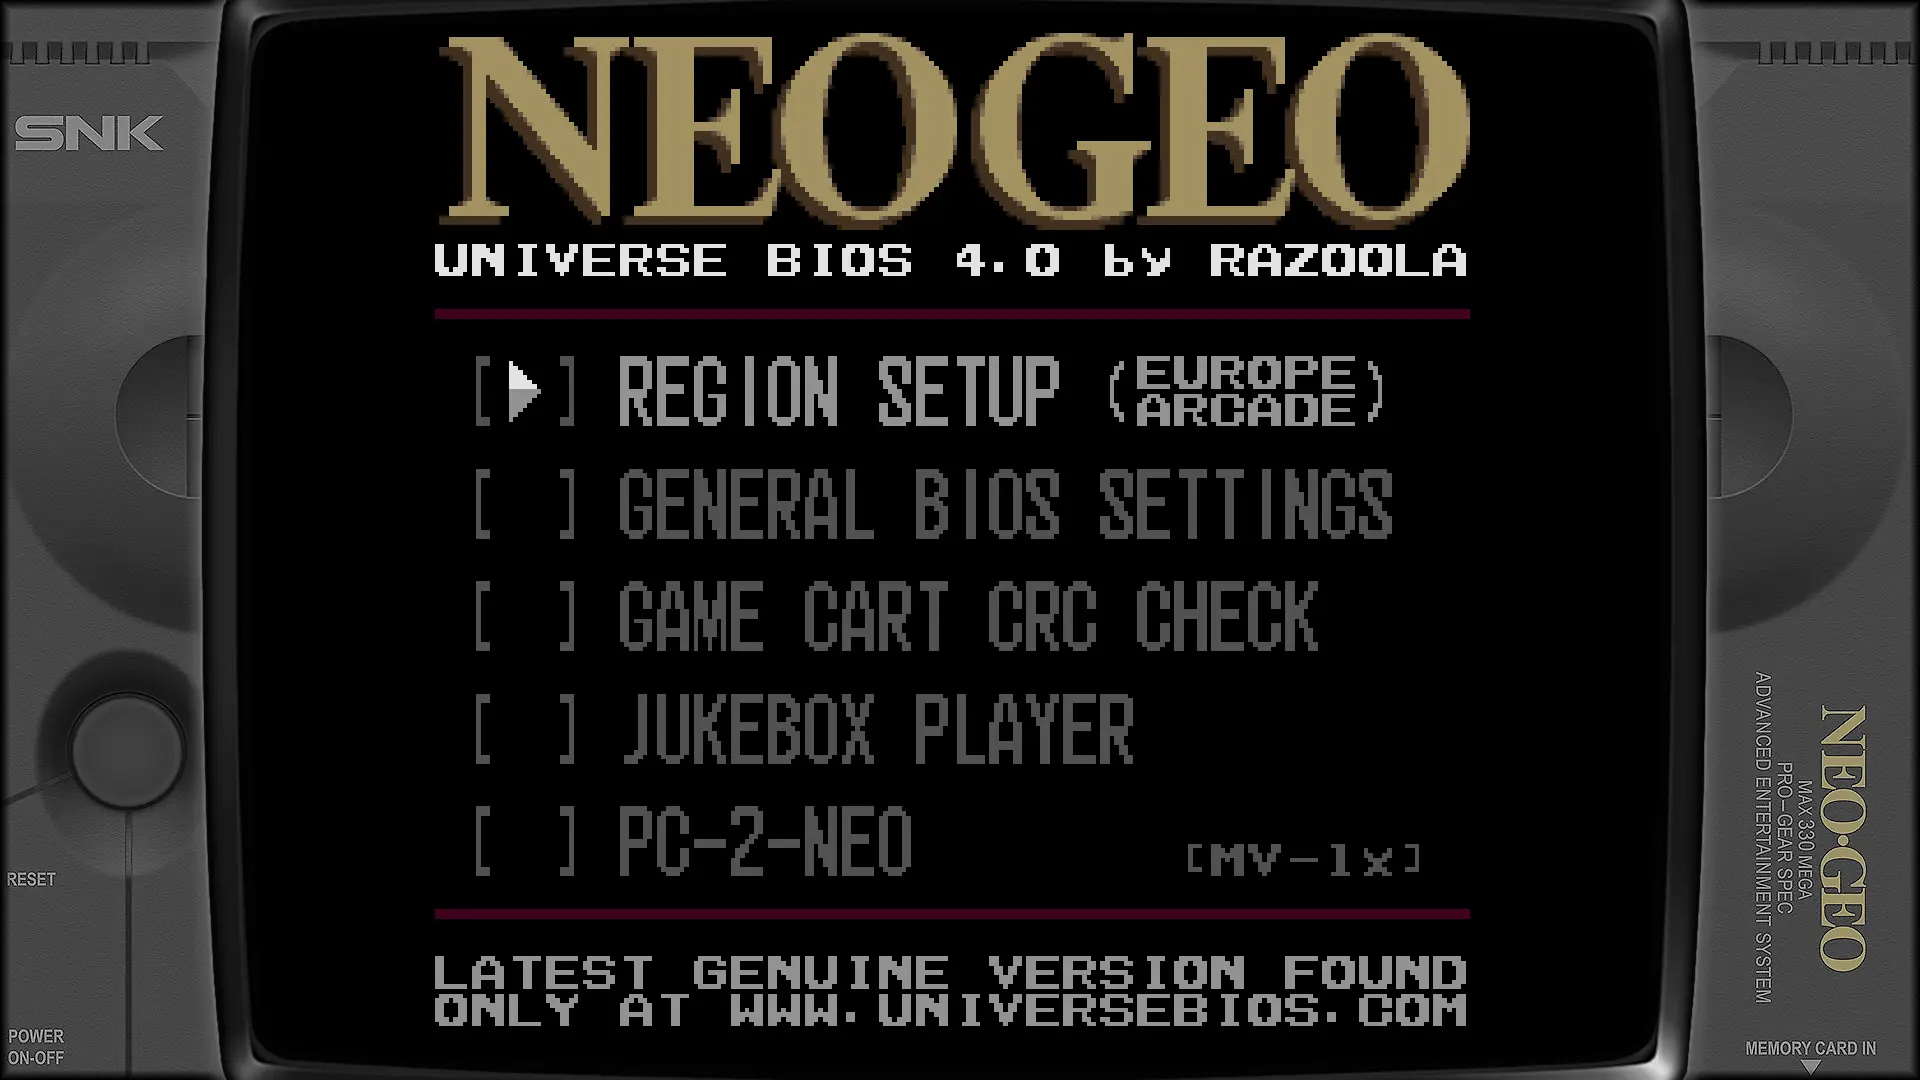 NEOGEO
UNIVERSE BIOS 4.0 by RAZOOLA
[▶] REGION SETUP (EUROPE ARCADE)
[ ] GENERAL BIOS SETTINGS
[ ] GAME CART CRC CHECK
[ ] JUKEBOX PLAYER
[ ] PC-2-NEO
[MV-1x]
LATEST GENUINE VERSION FOUND
ONLY AT WWW.UNIVERSEBIOS.COM
SNK
RESET
POWER
ON-OFF
NEO•GEO
MAX 330 MEGA
PRO-GEAR SPEC
ADVANCED ENTERTAINMENT SYSTEM
MEMORY CARD IN